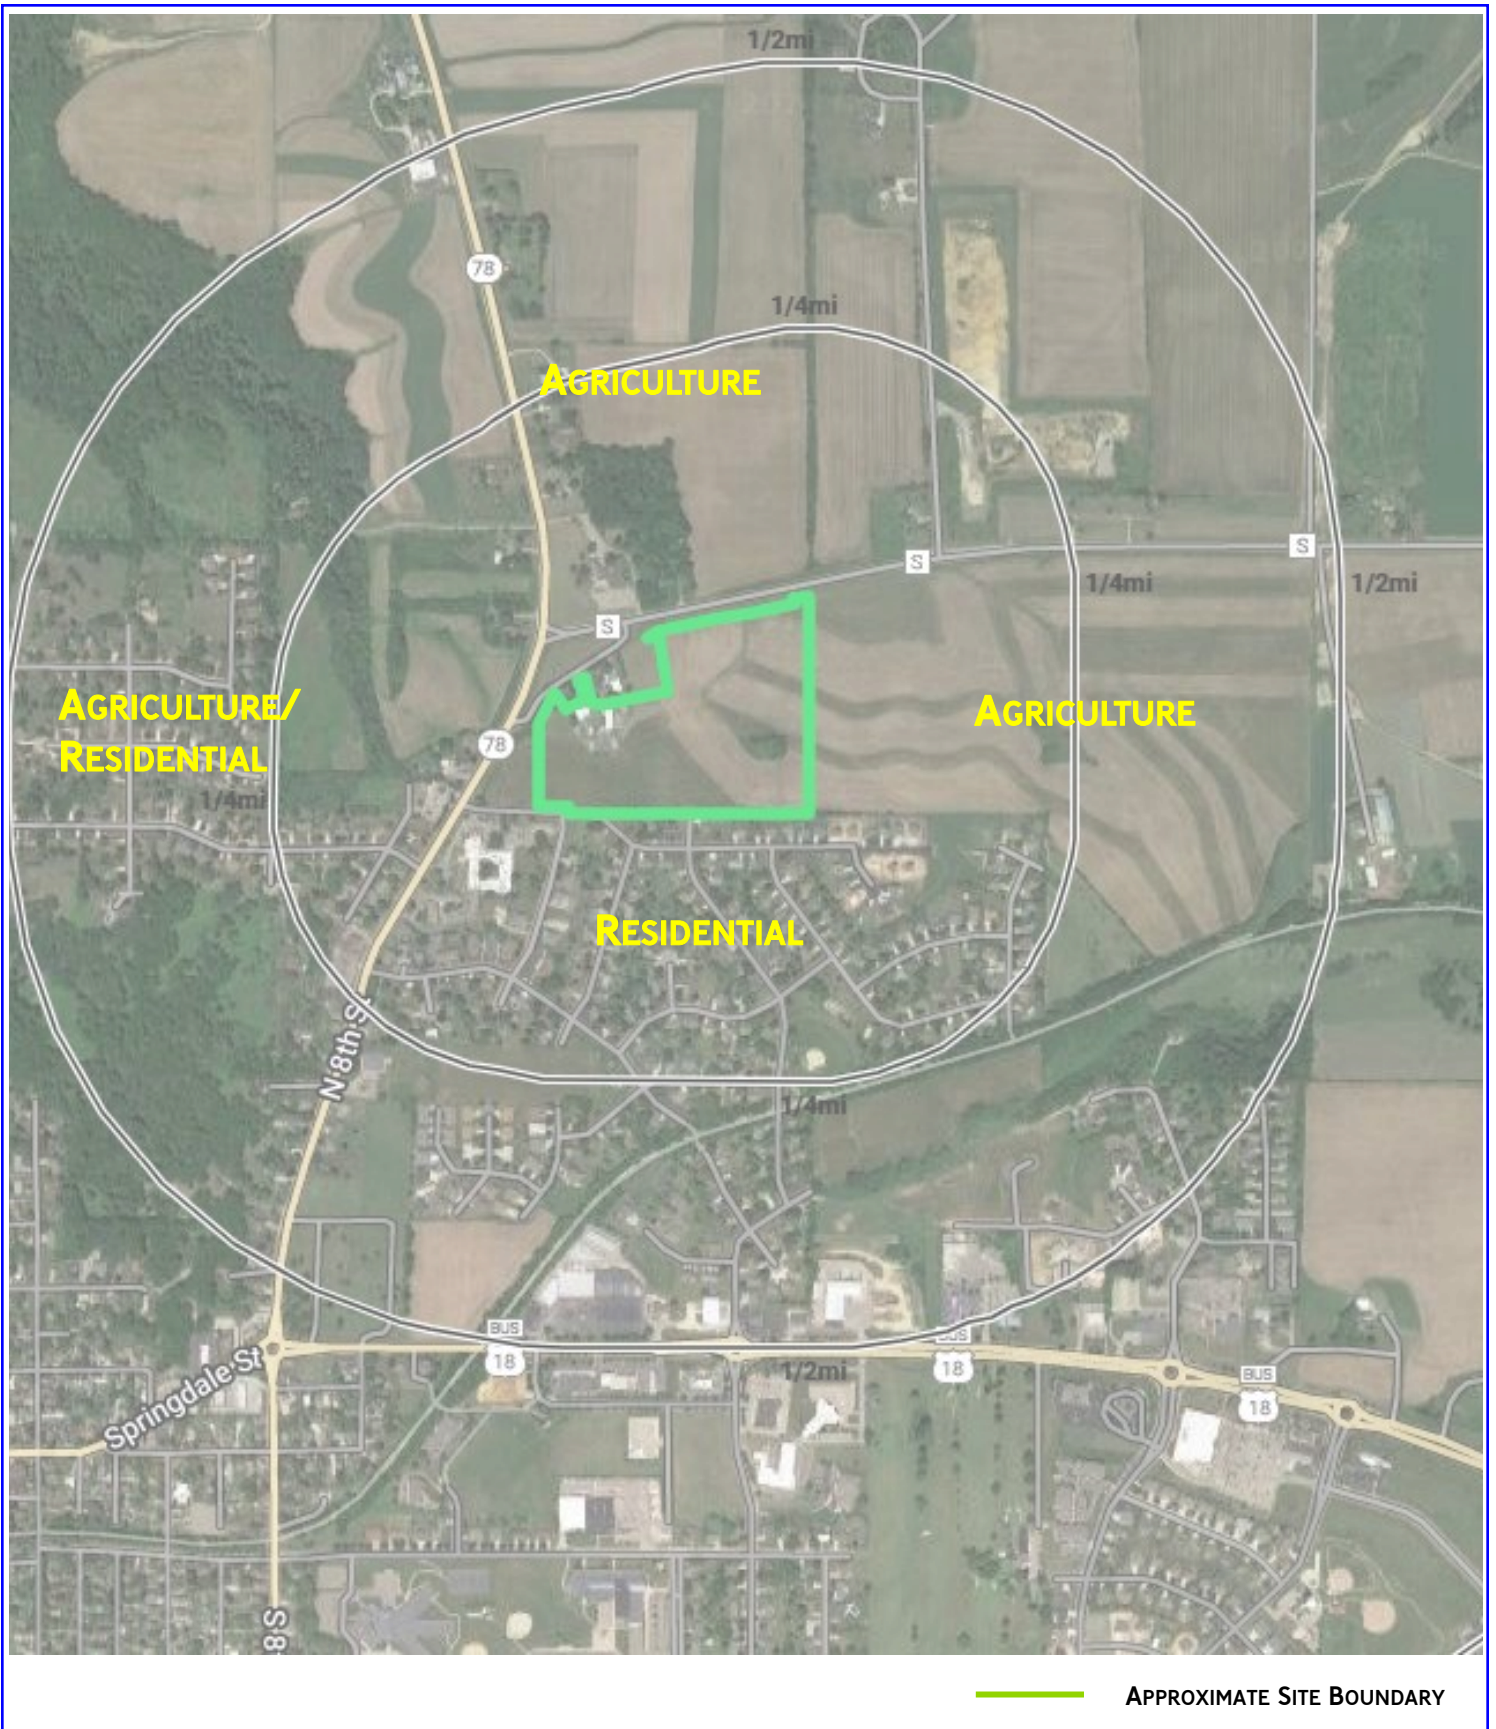 1/2mi
78
1/4mi
AGRICULTURE
S
S
1/4mi
1/2mi
S
AGRICULTURE/
RESIDENTIAL
AGRICULTURE
78
1/4mi
RESIDENTIAL
N 8th St
1/4mi
BUS
18
BUS
18
1/2mi
Springdale St
BUS
18
S 8
APPROXIMATE SITE BOUNDARY